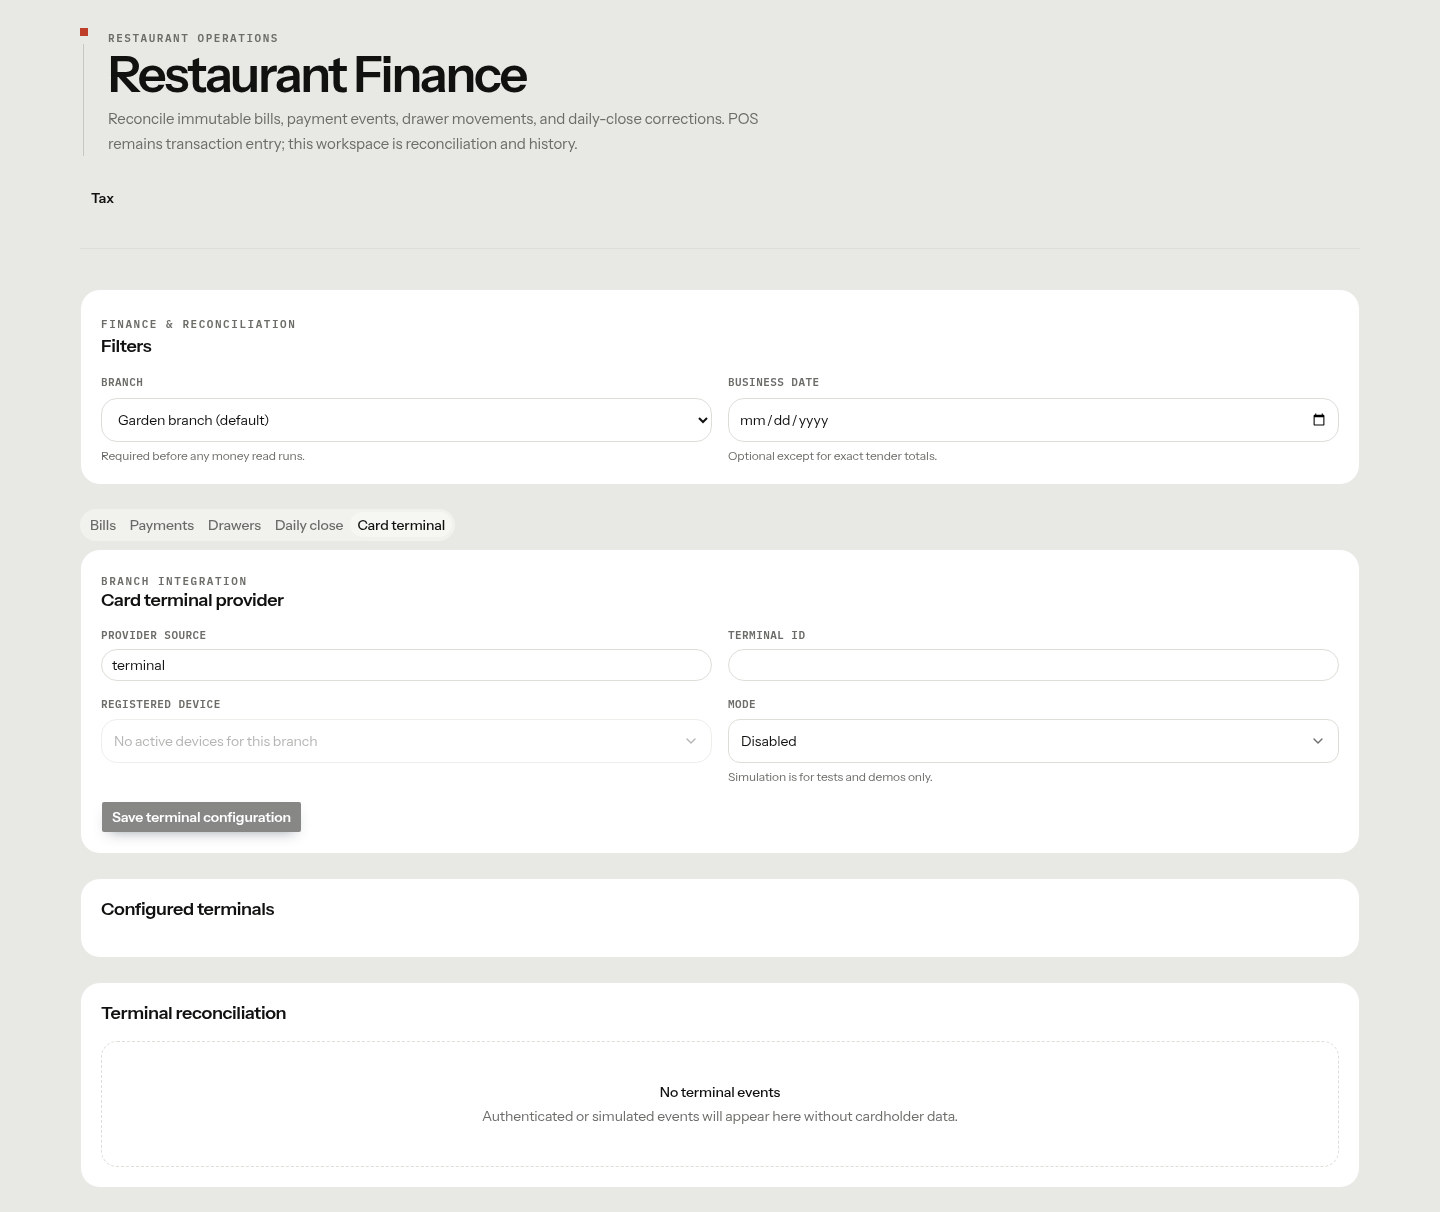 RESTAURANT OPERATIONS
Restaurant Finance
Reconcile immutable bills, payment events, drawer movements, and daily-close corrections. POS
remains transaction entry; this workspace is reconciliation and history.
Tax
FINANCE & RECONCILIATION
Filters
BRANCH
Garden branch (default)
Required before any money read runs.
BUSINESS DATE
mm/dd/yyyy
Optional except for exact tender totals.
Bills Payments Drawers Daily close Card terminal
BRANCH INTEGRATION
Card terminal provider
PROVIDER SOURCE
terminal
TERMINAL ID
REGISTERED DEVICE
No active devices for this branch
MODE
Disabled
Simulation is for tests and demos only.
Save terminal configuration
Configured terminals
Terminal reconciliation
No terminal events
Authenticated or simulated events will appear here without cardholder data.